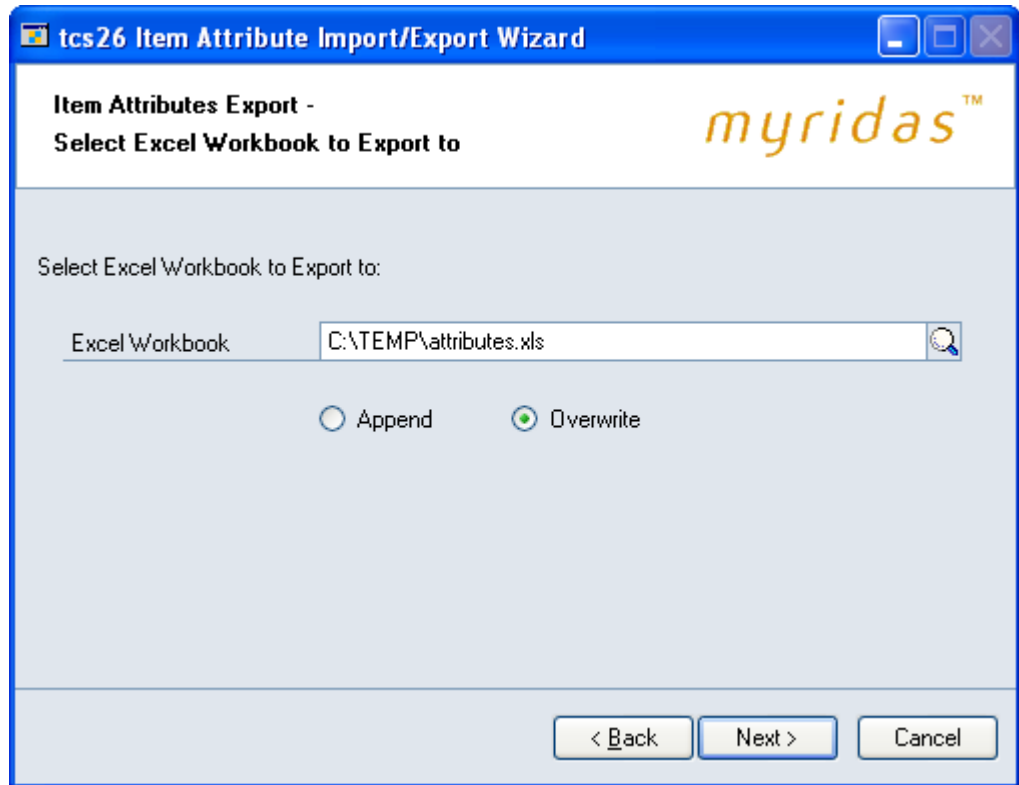 tcs26 Item Attribute Import/Export Wizard
Item Attributes Export -
Select Excel Workbook to Export to
myridas™
Select Excel Workbook to Export to:
Excel Workbook C:\TEMP\attributes.xls
Append Overwrite
< Back Next > Cancel